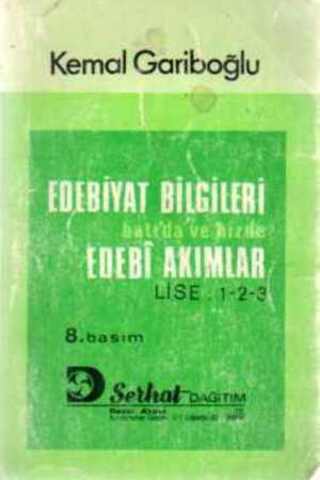 Kemal Gariboğlu
EDEBİYAT BİLGİLERİ
batı'da ve bizde
EDEBÎ AKIMLAR
LİSE : 1-2-3
8.basım
Serhat DAĞITIM